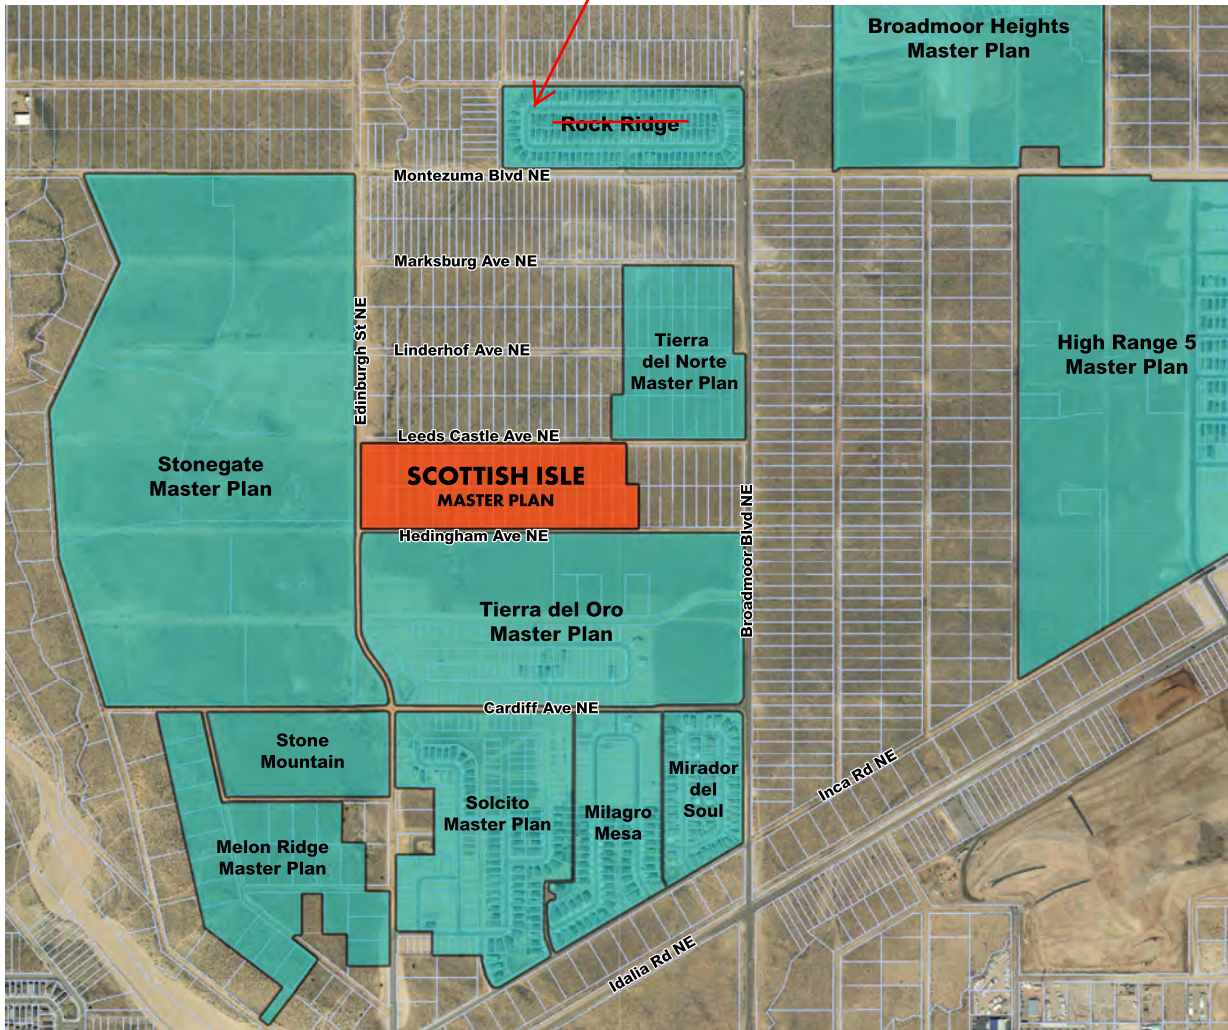 Broadmoor Heights
Master Plan
Rock Ridge
Montezuma Blvd NE
Marksburg Ave NE
Edinburgh St NE
Linderhof Ave NE
Tierra
del Norte
Master Plan
High Range 5
Master Plan
Leeds Castle Ave NE
Stonegate
Master Plan
SCOTTISH ISLE
MASTER PLAN
Hedingham Ave NE
Broadmoor Blvd NE
Tierra del Oro
Master Plan
Cardiff Ave NE
Stone
Mountain
Mirador
del
Soul
Inca Rd NE
Solcito
Master Plan
Milagro
Mesa
Melon Ridge
Master Plan
Idalia Rd NE